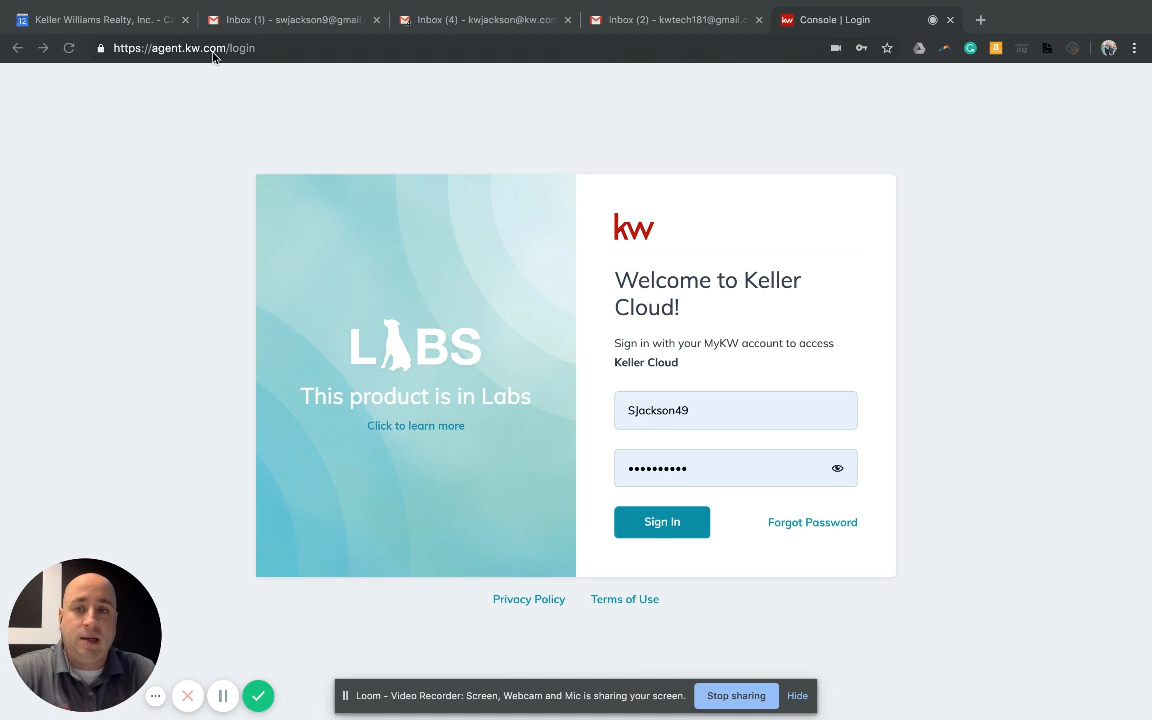 Keller Williams Realty, Inc. - Ca
Inbox (1) - swjackson9@gmail.
Inbox (4) - kwjackson@kw.com
Inbox (2) - kwtech181@gmail.c
kw
Console | Login
https://agent.kw.com/login
LABS
This product is in Labs
Click to learn more
kw
Welcome to Keller
Cloud!
Sign in with your MyKW account to access
Keller Cloud
SJackson49
••••••••••
Sign In
Forgot Password
Privacy Policy
Terms of Use
Loom - Video Recorder: Screen, Webcam and Mic is sharing your screen.
Stop sharing
Hide